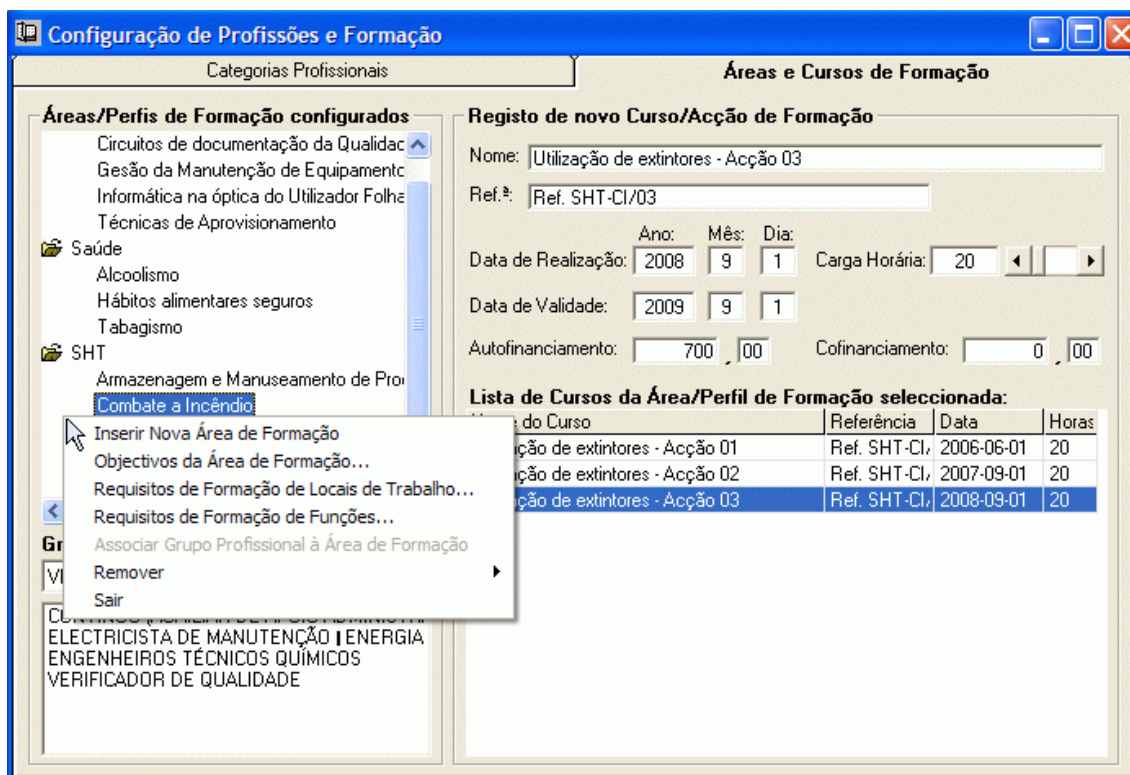 Configuração de Profissões e Formação
Categorias Profissionais
Áreas e Cursos de Formação
Áreas/Perfis de Formação configurados
Circuitos de documentação da Qualidac
Gesão da Manutenção de Equipamento
Informática na óptica do Utilizador Folha
Técnicas de Aprovisionamento
Saúde
Alcoolismo
Hábitos alimentares seguros
Tabagismo
SHT
Armazenagem e Manuseamento de Pro
Combate a Incêndio
Inserir Nova Área de Formação
Objectivos da Área de Formação...
Requisitos de Formação de Locais de Trabalho...
Requisitos de Formação de Funções...
Associar Grupo Profissional à Área de Formação
Remover
Sair
Gr
ELECTRICISTA DE MANUTENÇÃO | ENERGIA
ENGENHEIROS TÉCNICOS QUÍMICOS
VERIFICADOR DE QUALIDADE
Registo de novo Curso/Acção de Formação
Nome: Utilização de extintores - Acção 03
Ref.ª: Ref. SHT-CI/03
Ano: Mês: Dia:
Data de Realização: 2008 9 1 Carga Horária: 20
Data de Validade: 2009 9 1
Autofinanciamento: 700 , 00 Cofinanciamento: 0 , 00
Lista de Cursos da Área/Perfil de Formação seleccionada:
do Curso Referência Data Horas
ção de extintores - Acção 01 Ref. SHT-CI/ 2006-06-01 20
ção de extintores - Acção 02 Ref. SHT-CI/ 2007-09-01 20
ção de extintores - Acção 03 Ref. SHT-CI/ 2008-09-01 20